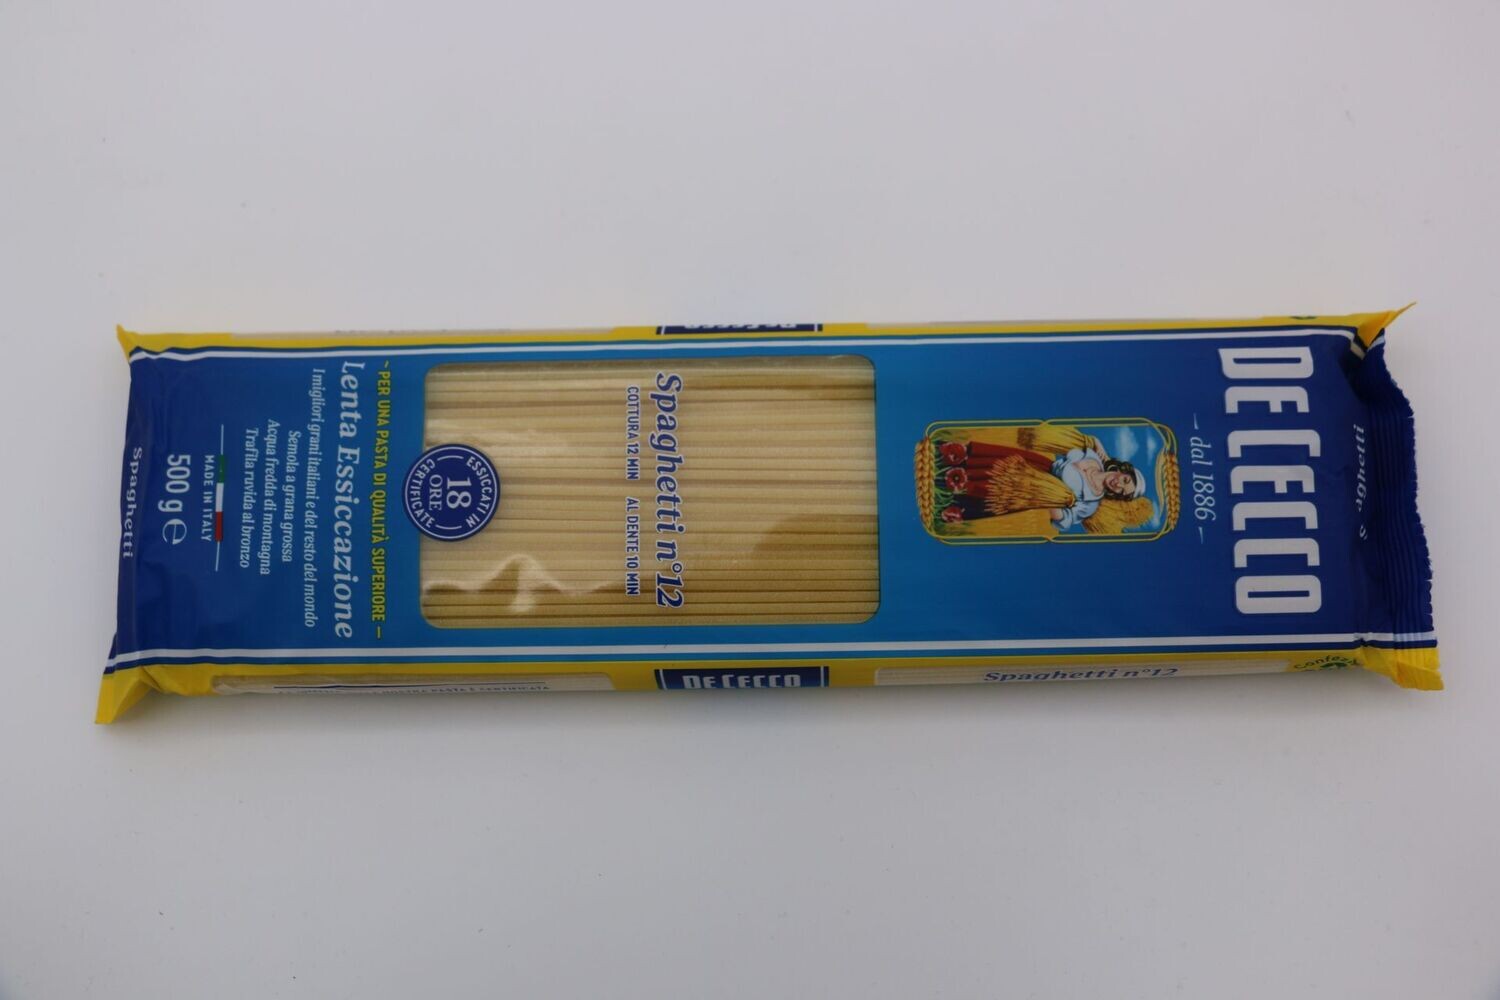 DE CECCO
– dal 1886 –
Spaghetti n°12
COTTURA 12 MIN AL DENTE 10 MIN
ESSICCATI IN
18
ORE
CERTIFICATE
~ PER UNA PASTA DI QUALITÀ SUPERIORE –
Lenta Essiccazione
I migliori grani italiani e del resto del mondo
Semola a grana grossa
Acqua fredda di montagna
Trafila ruvida al bronzo
MADE IN ITALY
500 g e
Spaghetti
DE CECCO
Spaghetti n°12